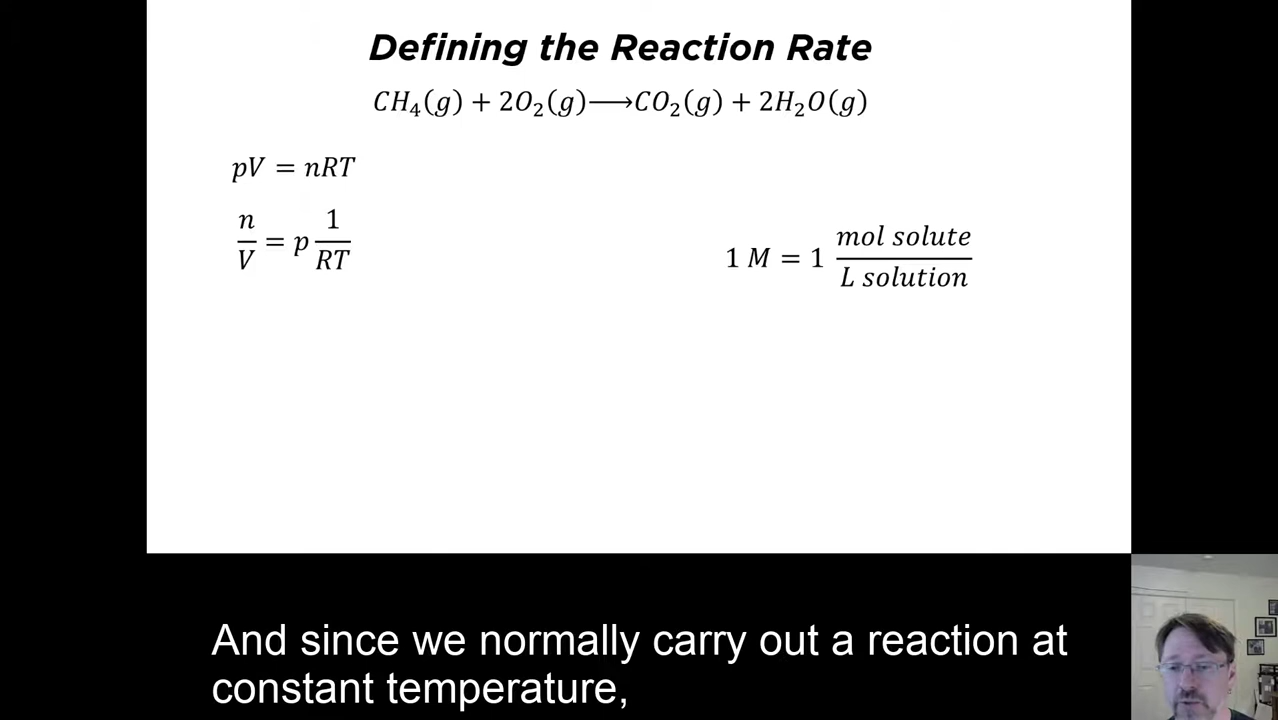 Defining the Reaction Rate
CH₄(g) + 2O₂(g)⟶CO₂(g) + 2H₂O(g)
pV = nRT
n/V = p 1/RT
1 M = 1 mol solute/L solution
And since we normally carry out a reaction at
constant temperature,